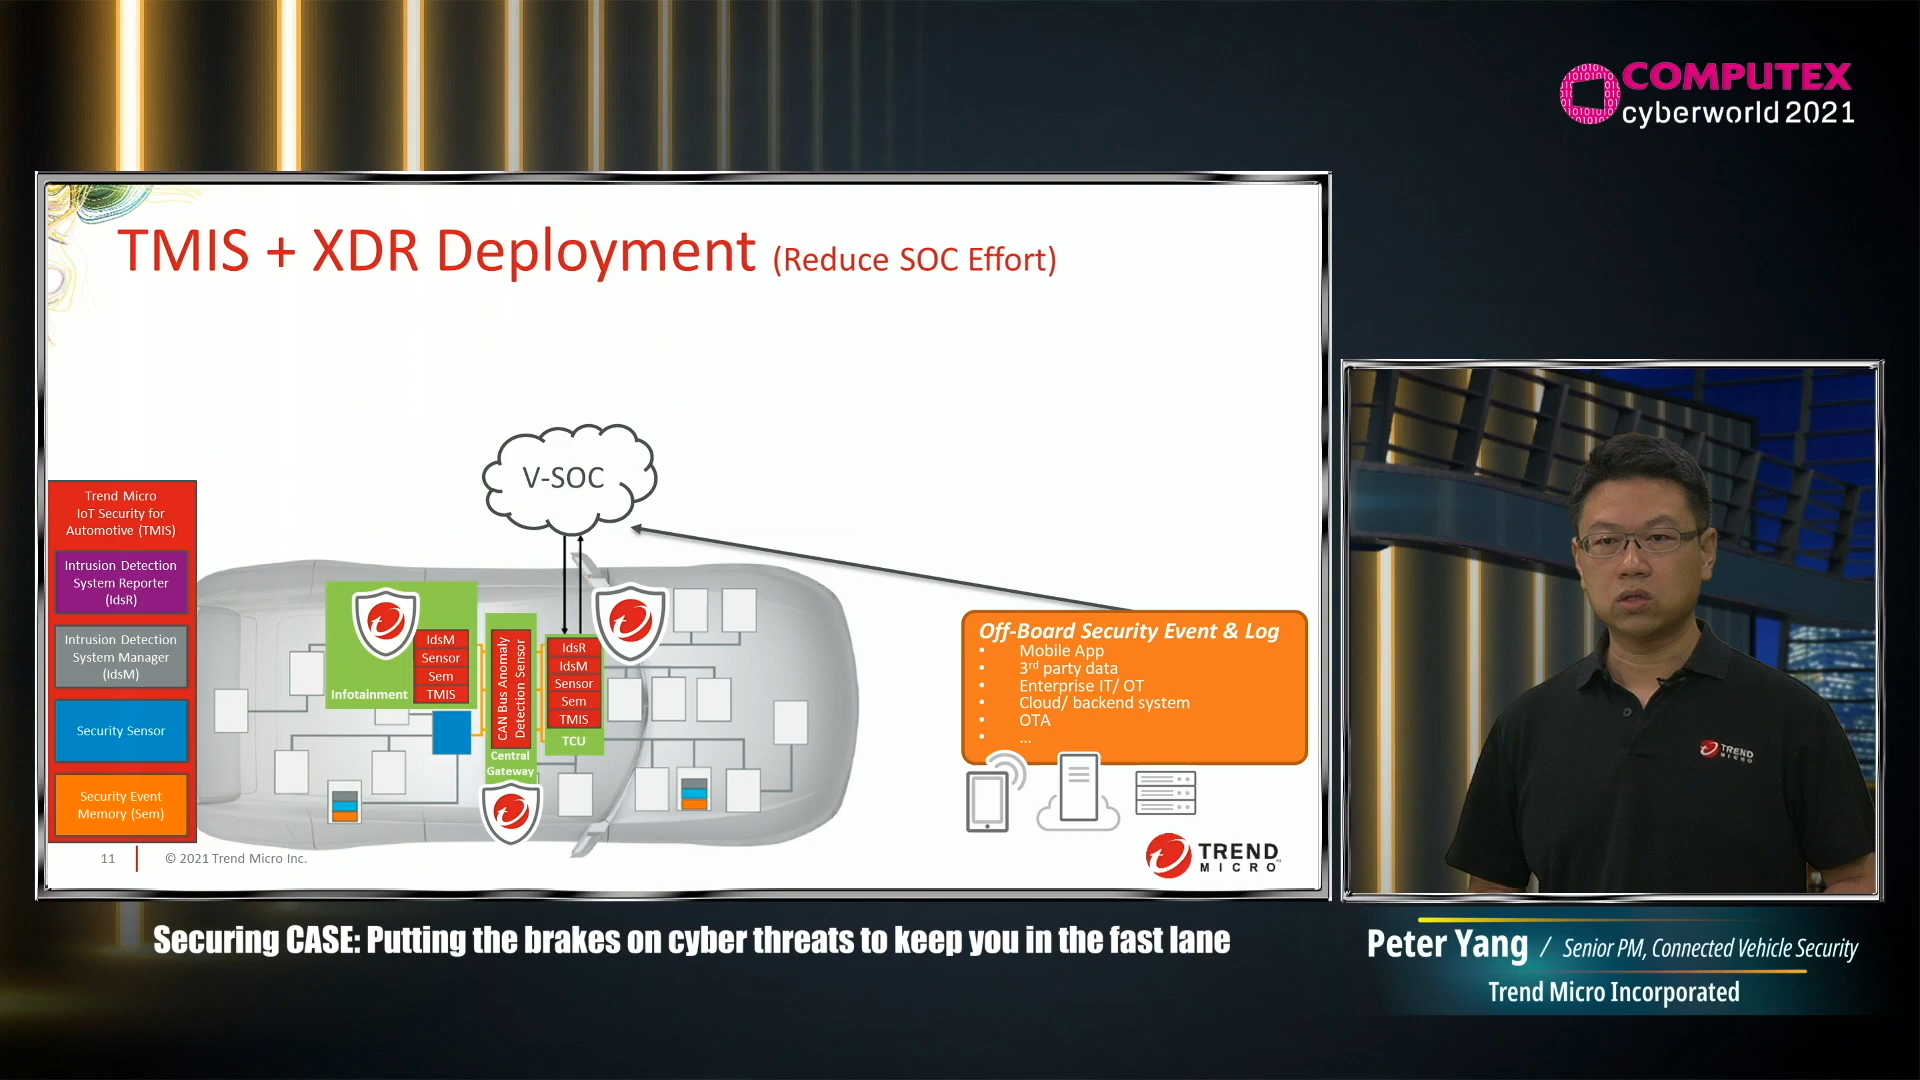 COMPUTEX
cyberworld 2021
TMIS + XDR Deployment (Reduce SOC Effort)
V-SOC
Trend Micro
IoT Security for
Automotive (TMIS)
Intrusion Detection
System Reporter
(IdsR)
Intrusion Detection
System Manager
(IdsM)
Security Sensor
Security Event
Memory (Sem)
Infotainment
IdsM
Sensor
Sem
TMIS
CAN Bus Anomaly
Detection Sensor
Central
Gateway
IdsR
IdsM
Sensor
Sem
TMIS
TCU
Off-Board Security Event & Log
• Mobile App
• 3rd party data
• Enterprise IT/ OT
• Cloud/ backend system
• OTA
• ...
11
© 2021 Trend Micro Inc.
TREND
MICRO™
TREND
MICRO
Securing CASE: Putting the brakes on cyber threats to keep you in the fast lane
Peter Yang / Senior PM, Connected Vehicle Security
Trend Micro Incorporated